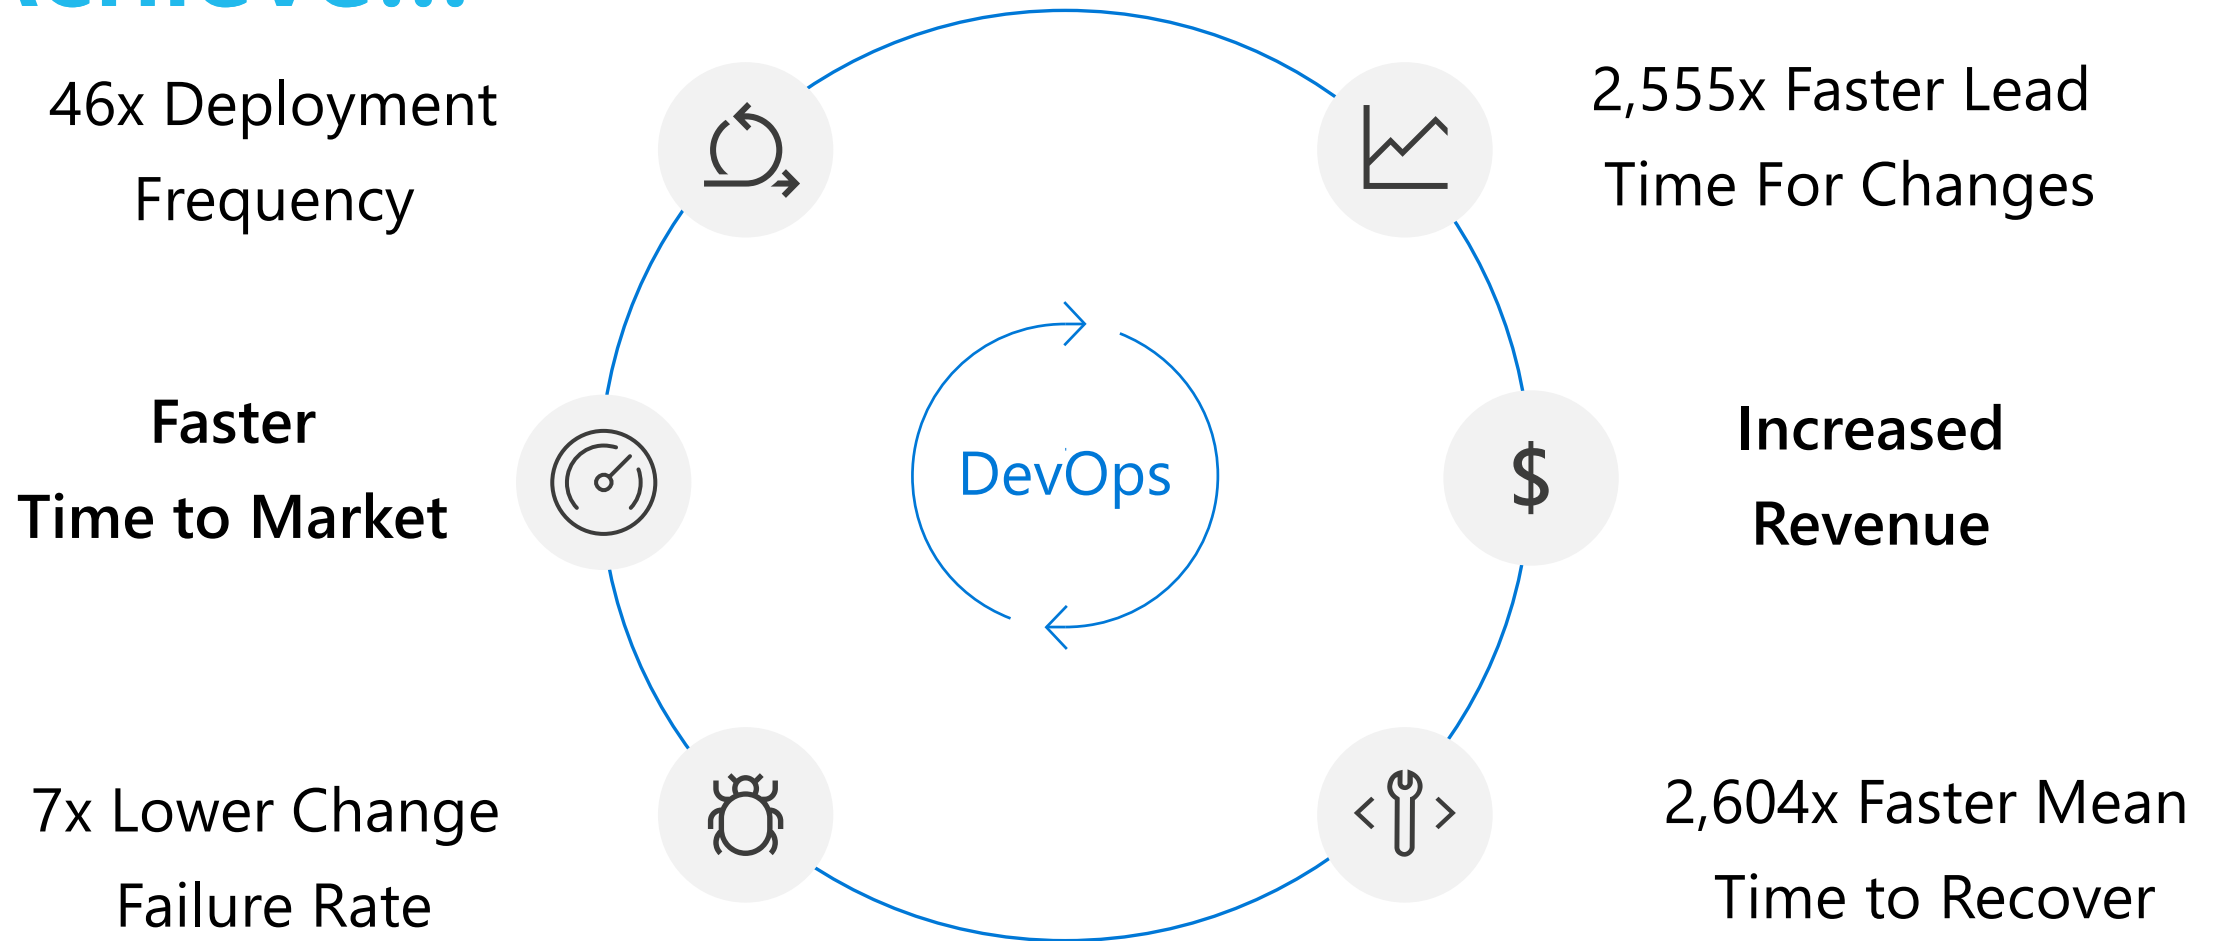 Achieve...
46x Deployment
Frequency
2,555x Faster Lead
Time For Changes
Faster
Time to Market
DevOps
$
Increased
Revenue
7x Lower Change
Failure Rate
< >
2,604x Faster Mean
Time to Recover